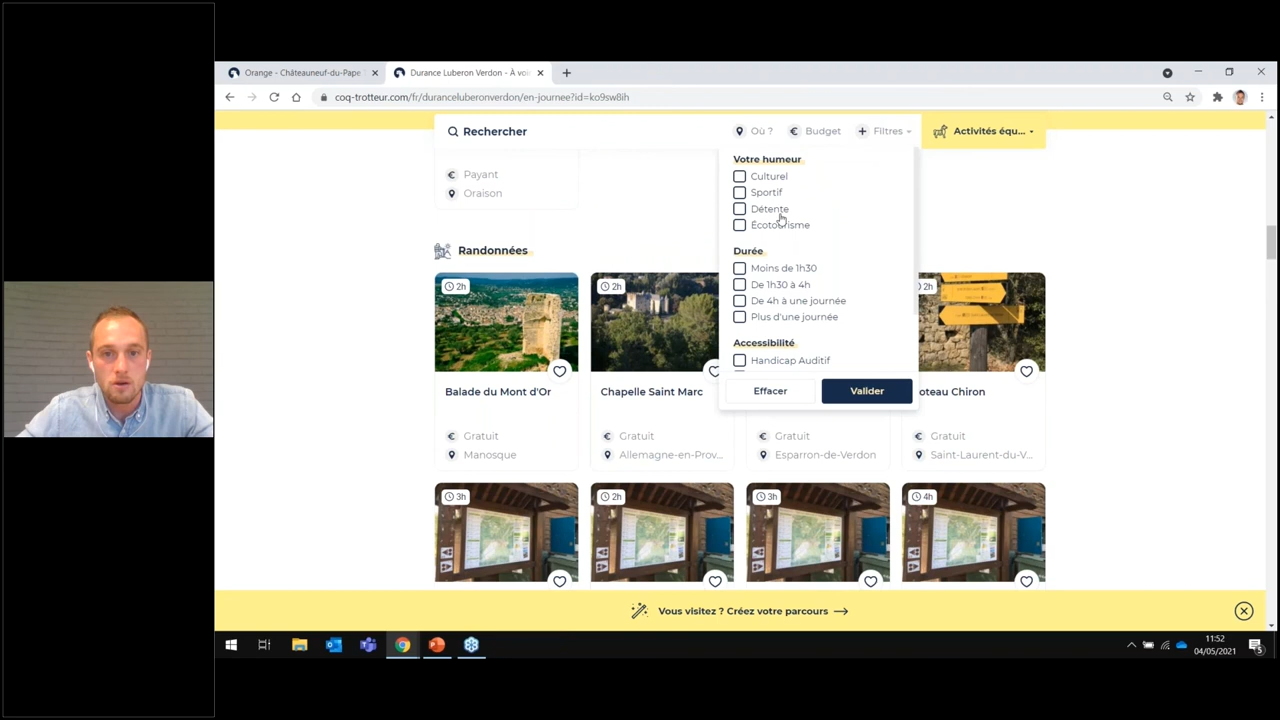 Orange - Châteauneuf-du-Pape
Durance Luberon Verdon - À voi
coq-trotteur.com/fr/duranceluberonverdon/en-journee?id=ko9sw8ih
Rechercher
Où ?
Budget
Filtres
Activités équ...
Payant
Oraison
Votre humeur
Culturel
Sportif
Détente
Écotourisme
Durée
Moins de 1h30
De 1h30 à 4h
De 4h à une journée
Plus d'une journée
Accessibilité
Handicap Auditif
Effacer
Valider
Randonnées
2h
2h
2h
Balade du Mont d'Or
Chapelle Saint Marc
oteau Chiron
Gratuit
Gratuit
Gratuit
Gratuit
Manosque
Allemagne-en-Prov...
Esparron-de-Verdon
Saint-Laurent-du-V...
3h
2h
3h
4h
Vous visitez ? Créez votre parcours
11:52
04/05/2021
5